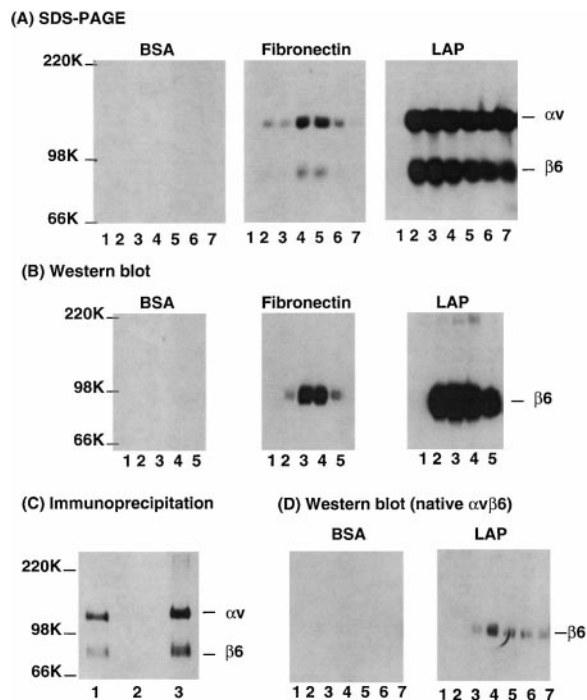 (A) SDS-PAGE
BSA Fibronectin LAP
220K
αv
98K
β6
66K
1 2 3 4 5 6 7 1 2 3 4 5 6 7 1 2 3 4 5 6 7
(B) Western blot
BSA Fibronectin LAP
220K
98K
β6
66K
1 2 3 4 5 1 2 3 4 5 1 2 3 4 5
(C) Immunoprecipitation (D) Western blot (native αvβ6)
BSA LAP
220K
αv
98K
β6
β6
66K
1 2 3 1 2 3 4 5 6 7 1 2 3 4 5 6 7